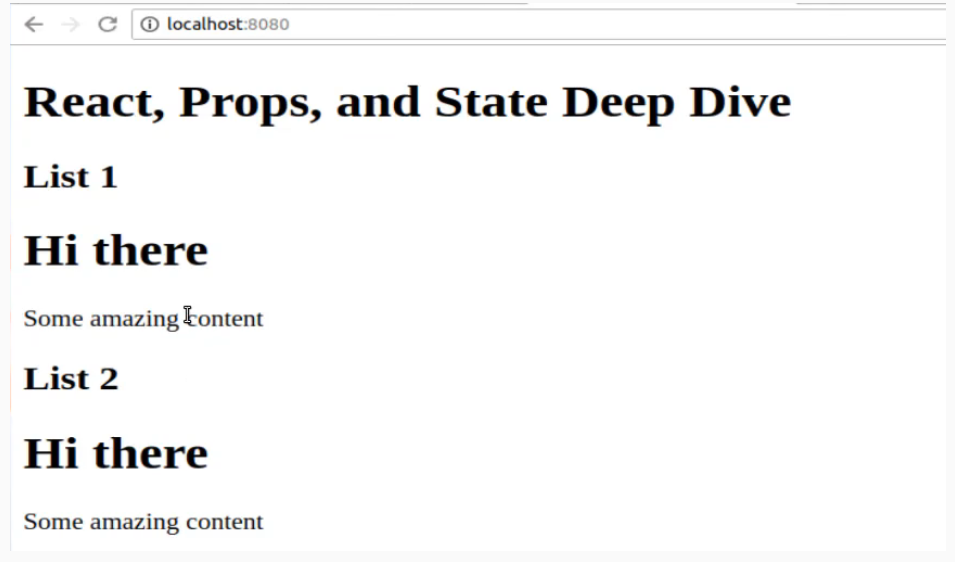 localhost:8080
React, Props, and State Deep Dive
List 1
Hi there
Some amazing content
List 2
Hi there
Some amazing content